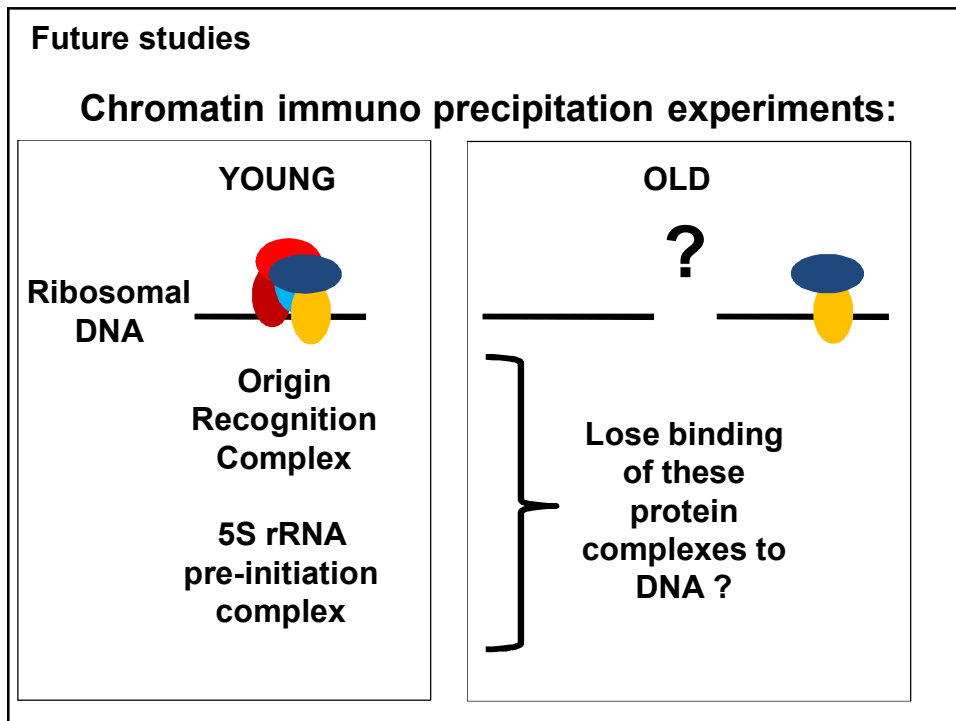 Future studies
Chromatin immuno precipitation experiments:
YOUNG
Ribosomal
DNA
Origin
Recognition
Complex
5S rRNA
pre-initiation
complex
OLD
?
Lose binding
of these
protein
complexes to
DNA ?